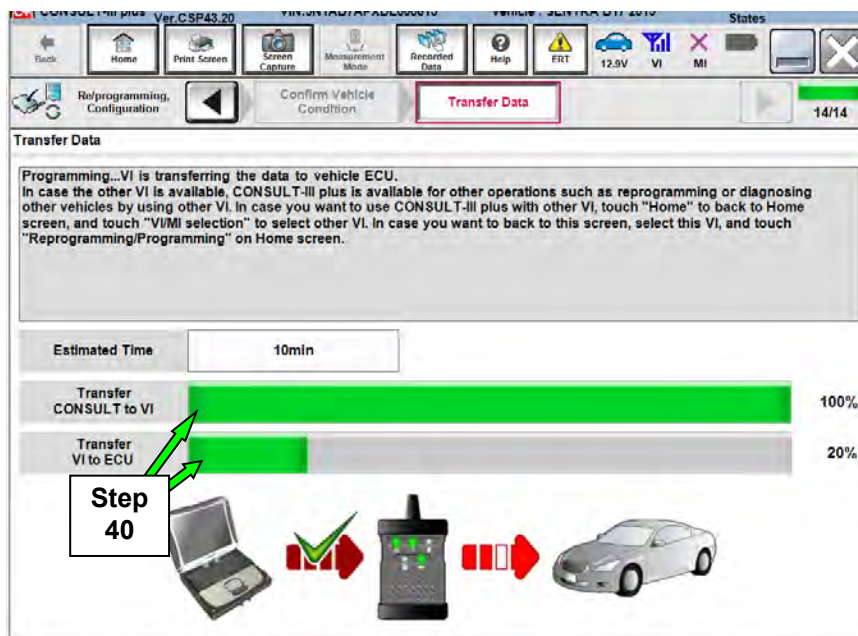 Ver.CSP43.20
States
Back
Home
Print Screen
Screen Capture
Measurement Mode
Recorded Data
Help
ERT
12.9V
VI
MI
Re/programming, Configuration
Confirm Vehicle Condition
Transfer Data
14/14
Transfer Data
Programming...VI is transferring the data to vehicle ECU.
In case the other VI is available, CONSULT-III plus is available for other operations such as reprogramming or diagnosing
other vehicles by using other VI. In case you want to use CONSULT-III plus with other VI, touch "Home" to back to Home
screen, and touch "VI/MI selection" to select other VI. In case you want to back to this screen, select this VI, and touch
"Reprogramming/Programming" on Home screen.
Estimated Time
10min
Transfer
CONSULT to VI
100%
Transfer
VI to ECU
20%
Step
40